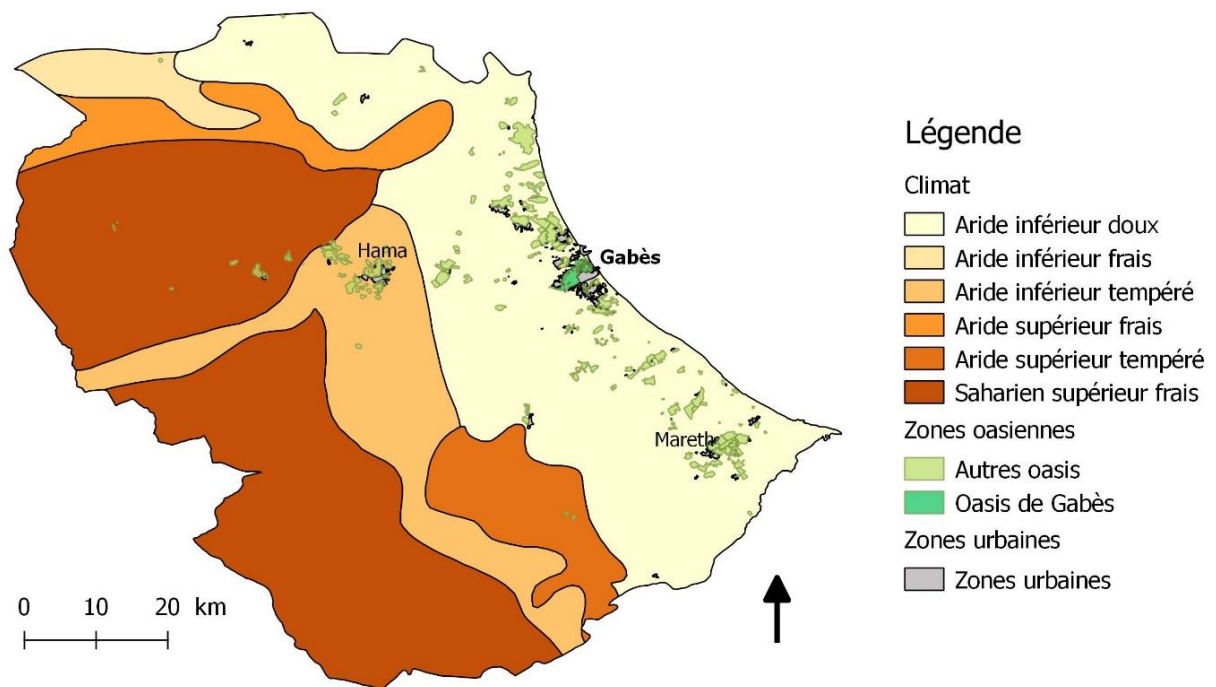 Hama
Gabès
Mareth
0 10 20 km
Légende
Climat
Aride inférieur doux
Aride inférieur frais
Aride inférieur tempéré
Aride supérieur frais
Aride supérieur tempéré
Saharien supérieur frais
Zones oasiennes
Autres oasis
Oasis de Gabès
Zones urbaines
Zones urbaines